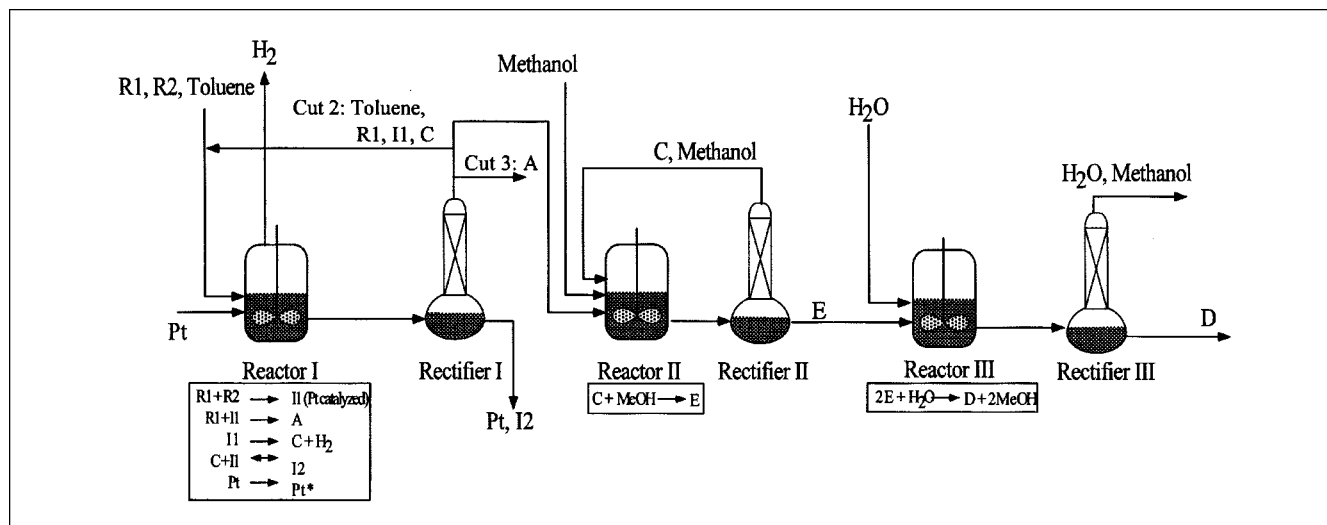 H2
R1, R2, Toluene
Cut 2: Toluene,
R1, I1, C
Cut 3: A
Methanol
C, Methanol
H2O
H2O, Methanol
Pt
E
D
Reactor I
Rectifier I
Reactor II
Rectifier II
Reactor III
Rectifier III
Pt, I2
R1+R2 → I1 (Pt catalyzed)
R1+I1 → A
I1 → C + H2
C+I1 ↔ I2
Pt → Pt*
C + MeOH → E
2E + H2O → D + 2MeOH